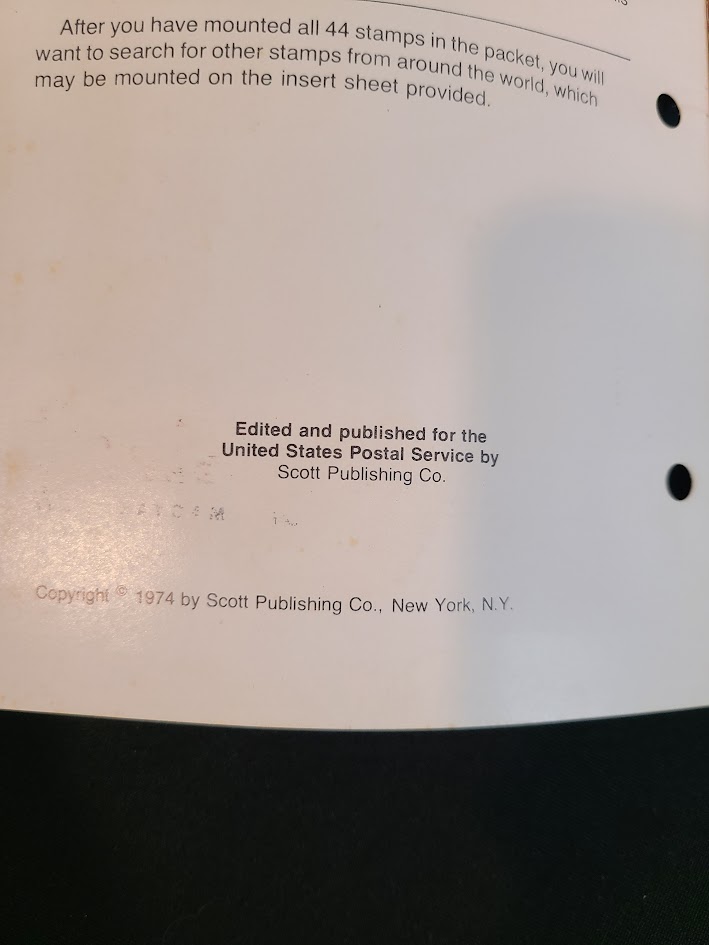 After you have mounted all 44 stamps in the packet, you will
want to search for other stamps from around the world, which
may be mounted on the insert sheet provided.
Edited and published for the
United States Postal Service by
Scott Publishing Co.
Copyright © 1974 by Scott Publishing Co., New York, N.Y.